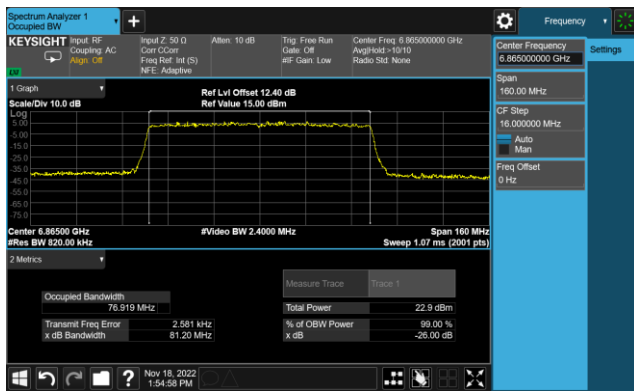 Spectrum Analyzer 1
Occupied BW
Frequency
KEYSIGHT
Input: RF
Coupling: AC
Align: Off
Input Z: 50 Ω
Corr CCorr
Freq Ref: Int (S)
NFE: Adaptive
Atten: 10 dB
Trig: Free Run
Gate: Off
#IF Gain: Low
Center Freq: 6.865000000 GHz
Avg|Hold:>10/10
Radio Std: None
LXI
Center Frequency
6.865000000 GHz
Settings
Span
160.00 MHz
CF Step
16.000000 MHz
Auto
Man
Freq Offset
0 Hz
1 Graph
Scale/Div 10.0 dB
Ref Lvl Offset 12.40 dB
Ref Value 15.00 dBm
Log
5.00
-5.00
-15.0
-25.0
-35.0
-45.0
-55.0
-65.0
-75.0
Center 6.86500 GHz
#Res BW 820.00 kHz
#Video BW 2.4000 MHz
Span 160 MHz
Sweep 1.07 ms (2001 pts)
2 Metrics
Measure Trace
Trace 1
Occupied Bandwidth
76.919 MHz
Total Power
22.9 dBm
Transmit Freq Error
2.581 kHz
% of OBW Power
99.00 %
x dB Bandwidth
81.20 MHz
x dB
-26.00 dB
?
Nov 18, 2022
1:54:58 PM